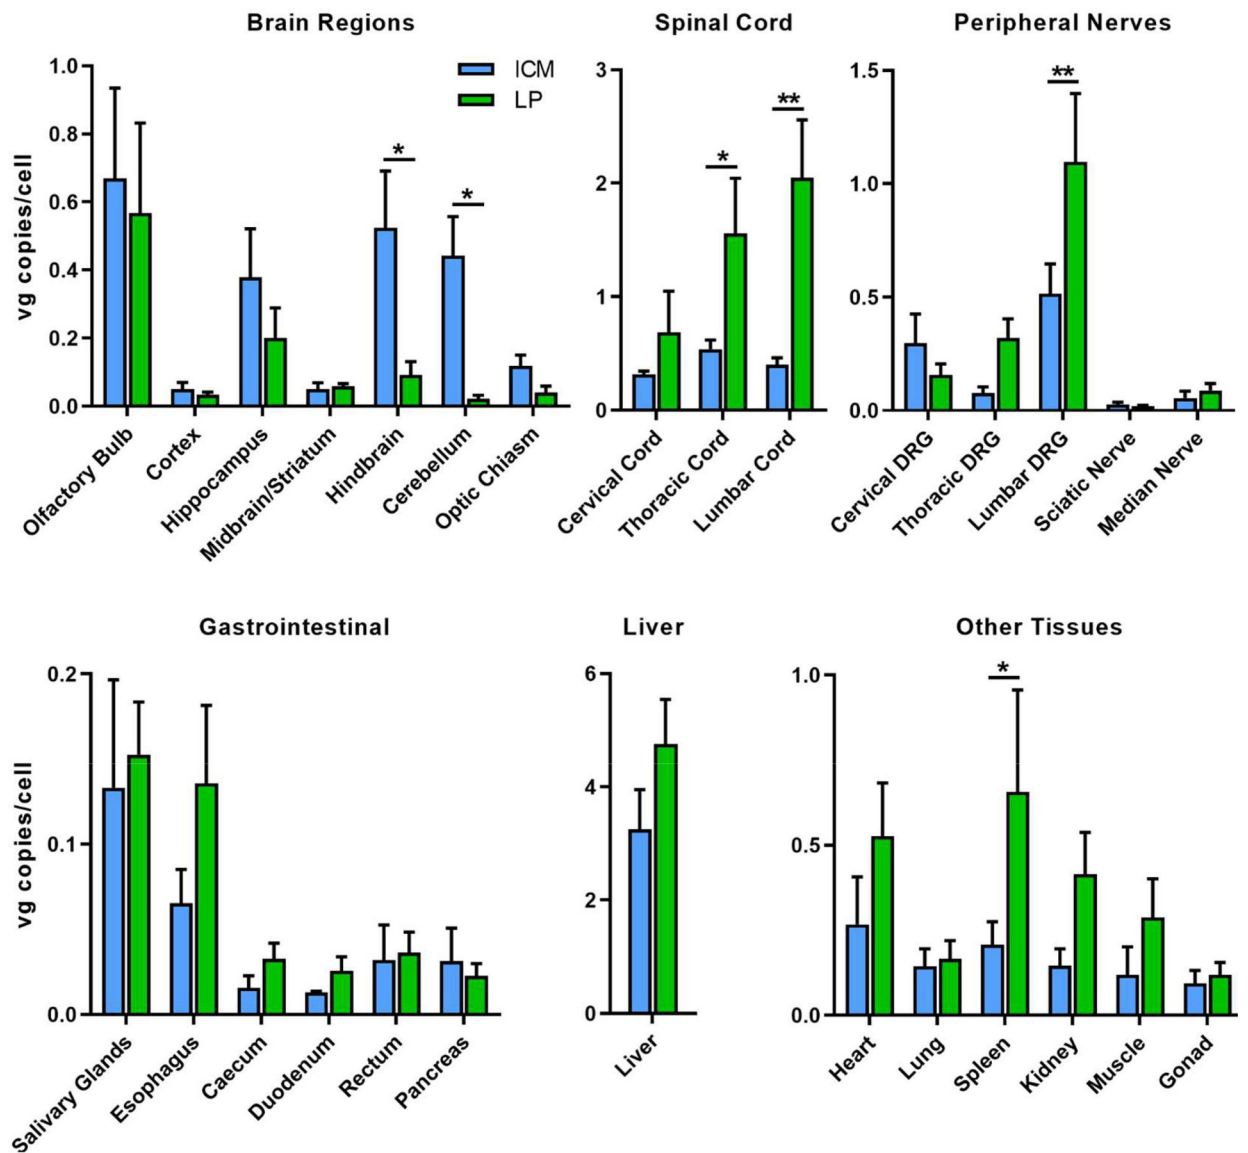 Brain Regions
ICM
LP
vg copies/cell
1.0
0.8
0.6
0.4
0.2
0.0
*
*
Olfactory Bulb
Cortex
Hippocampus
Midbrain/Striatum
Hindbrain
Cerebellum
Optic Chiasm
Spinal Cord
3
2
1
0
*
**
Cervical Cord
Thoracic Cord
Lumbar Cord
Peripheral Nerves
1.5
1.0
0.5
0.0
**
Cervical DRG
Thoracic DRG
Lumbar DRG
Sciatic Nerve
Median Nerve
Gastrointestinal
vg copies/cell
0.2
0.1
0.0
Salivary Glands
Esophagus
Caecum
Duodenum
Rectum
Pancreas
Liver
6
4
2
0
Liver
Other Tissues
1.0
0.5
0.0
*
Heart
Lung
Spleen
Kidney
Muscle
Gonad